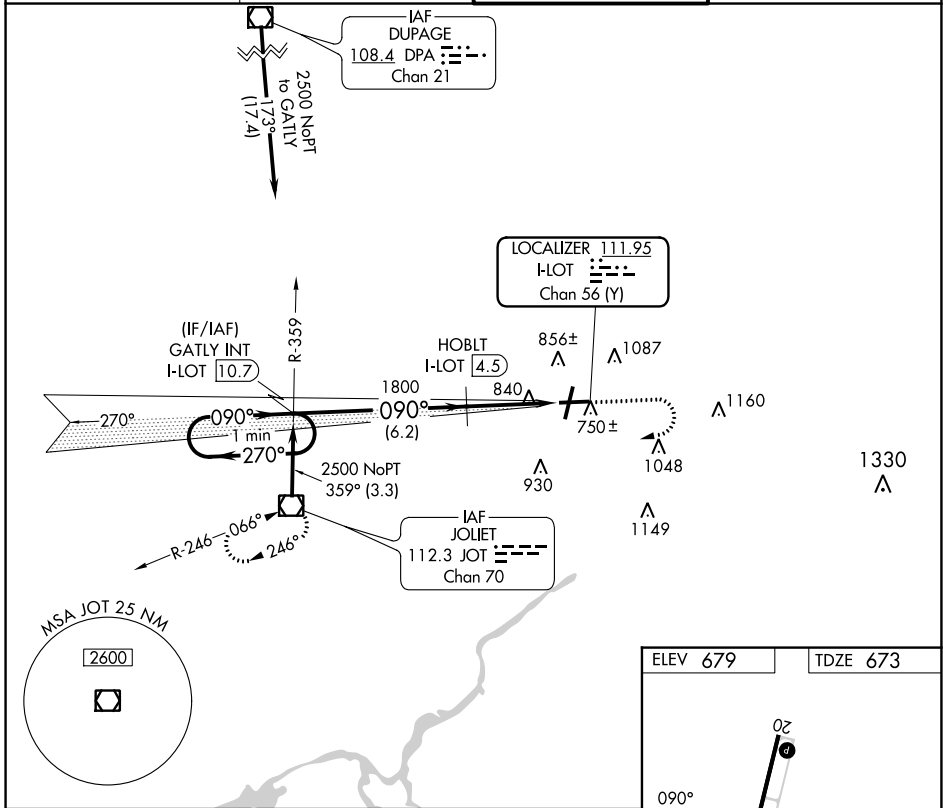 IAF
DUPAGE
108.4 DPA
Chan 21
2500 NoPT
to GATLY
173°
(17.4)
LOCALIZER 111.95
I-LOT
Chan 56 (Y)
R-359
(IF/IAF)
GATLY INT
I-LOT 10.7
HOBLT
I-LOT 4.5
856±
1087
1800
840
270°
090°
090°
(6.2)
1 min
270°
750±
1160
1048
2500 NoPT
359° (3.3)
930
1330
1149
IAF
JOLIET
112.3 JOT
Chan 70
R-246
066°
246°
MSA JOT 25 NM
2600
ELEV 679
TDZE 673
20
P
090°